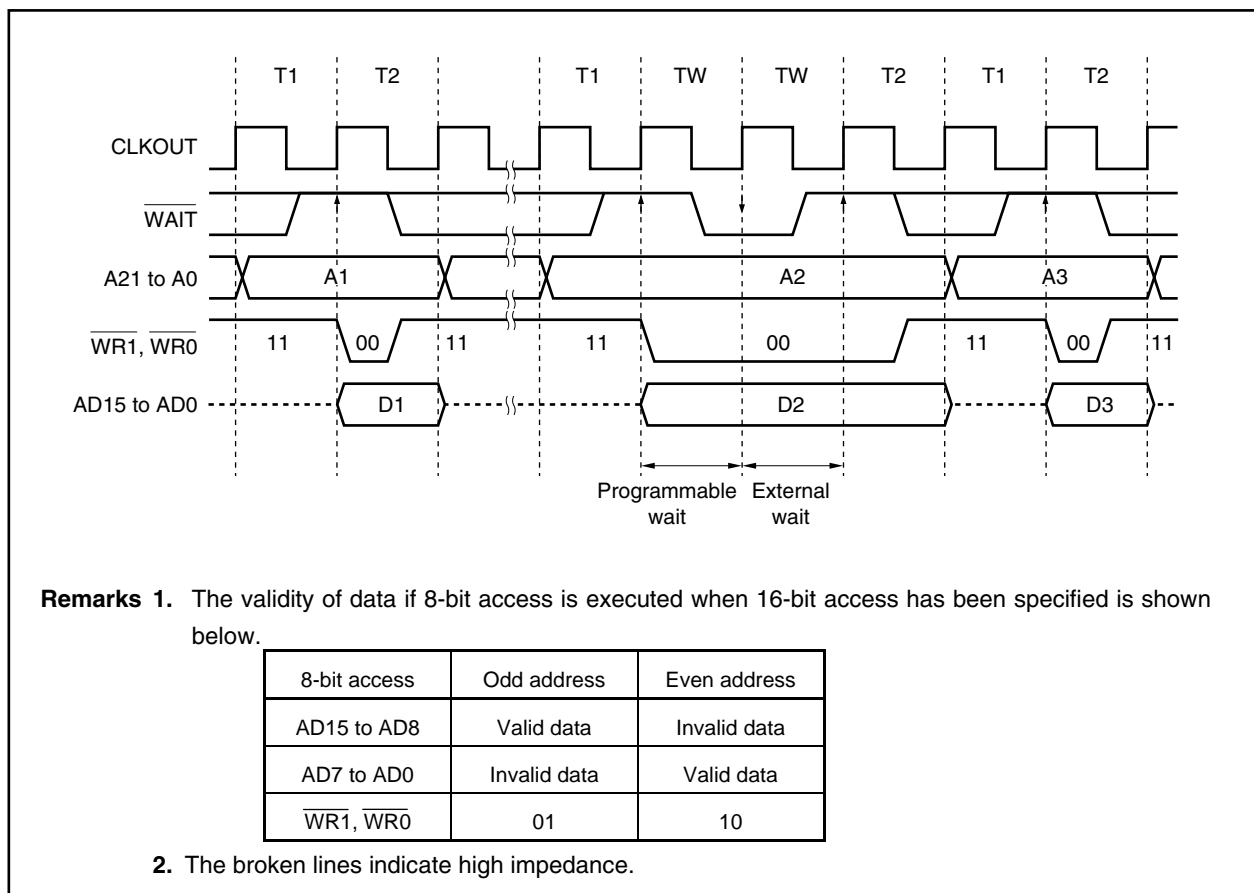 T1 T2 T1 TW TW T2 T1 T2
CLKOUT
WAIT
A21 to A0 A1 A2 A3
WR1, WR0 11 00 11 11 00 11 00 11
AD15 to AD0 D1 D2 D3
Programmable wait
External wait
Remarks 1. The validity of data if 8-bit access is executed when 16-bit access has been specified is shown
below.
8-bit access Odd address Even address
AD15 to AD8 Valid data Invalid data
AD7 to AD0 Invalid data Valid data
WR1, WR0 01 10
2. The broken lines indicate high impedance.